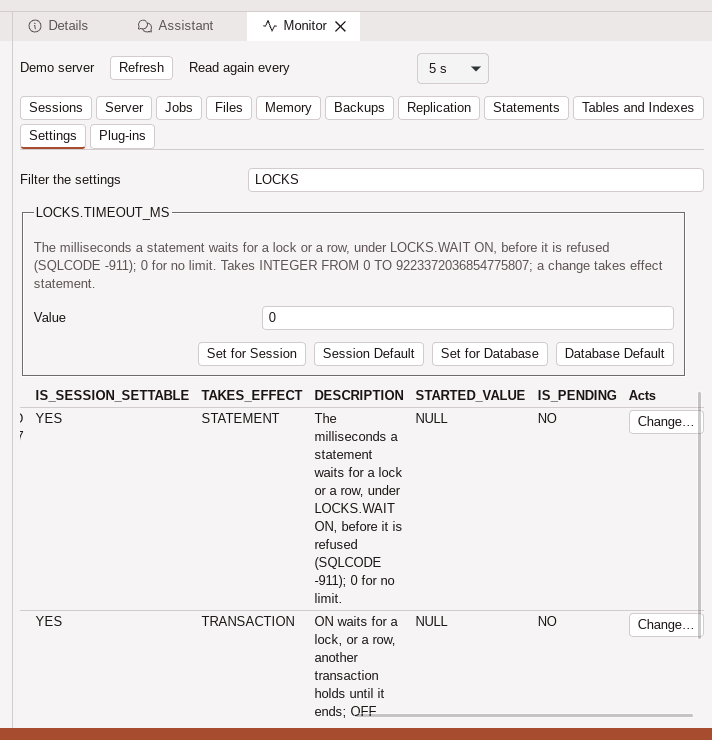 Details Assistant Monitor
Demo server Refresh Read again every 5 s
Sessions Server Jobs Files Memory Backups Replication Statements Tables and Indexes
Settings Plug-ins
Filter the settings LOCKS
LOCKS.TIMEOUT_MS
The milliseconds a statement waits for a lock or a row, under LOCKS.WAIT ON, before it is refused
(SQLCODE -911); 0 for no limit. Takes INTEGER FROM 0 TO 9223372036854775807; a change takes effect
statement.
Value 0
Set for Session Session Default Set for Database Database Default
IS_SESSION_SETTABLE TAKES_EFFECT DESCRIPTION STARTED_VALUE IS_PENDING Acts
YES STATEMENT The NULL NO Change...
7 milliseconds a
statement
waits for a lock
or a row, under
LOCKS.WAIT
ON, before it is
refused
(SQLCODE
-911); 0 for no
limit.
YES TRANSACTION ON waits for a NULL NO Change...
lock, or a row,
another
transaction
holds until it
ends; OFF